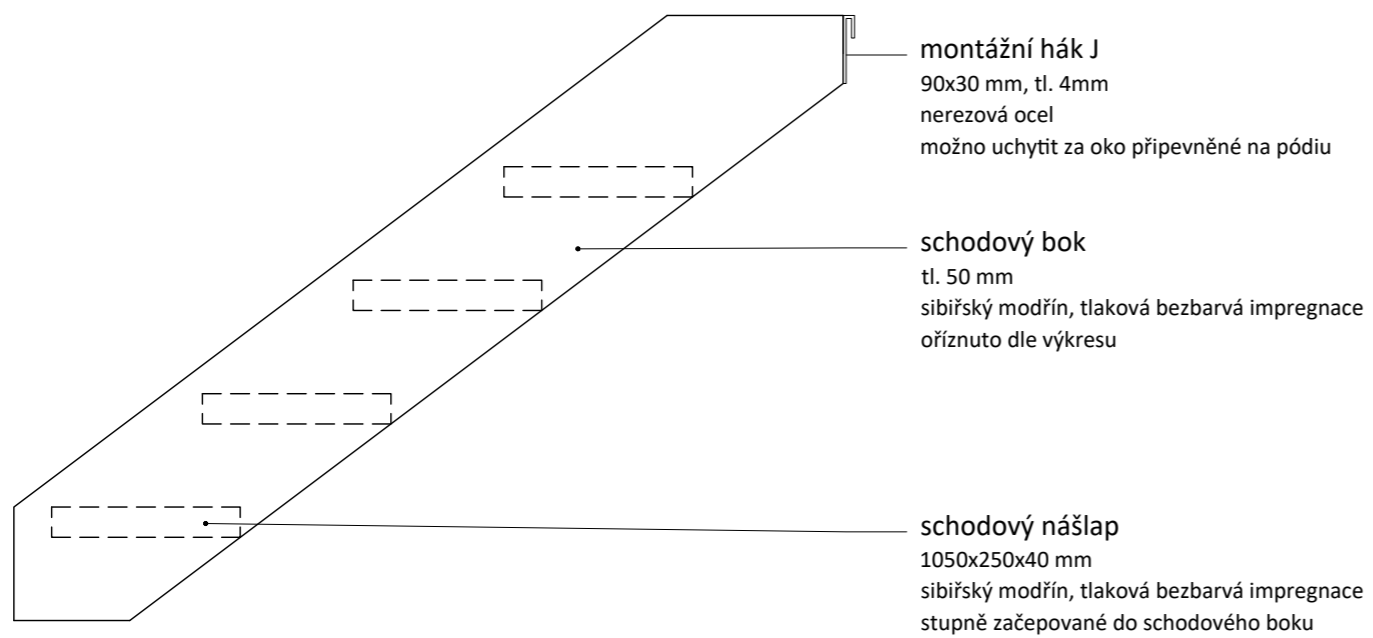 montážní hák J
90x30 mm, tl. 4mm
nerezová ocel
možno uchytit za oko připevněné na pódiu
schodový bok
tl. 50 mm
sibiřský modřín, tlaková bezbarvá impregnace
oříznuto dle výkresu
schodový nášlap
1050x250x40 mm
sibiřský modřín, tlaková bezbarvá impregnace
stupně začepované do schodového boku